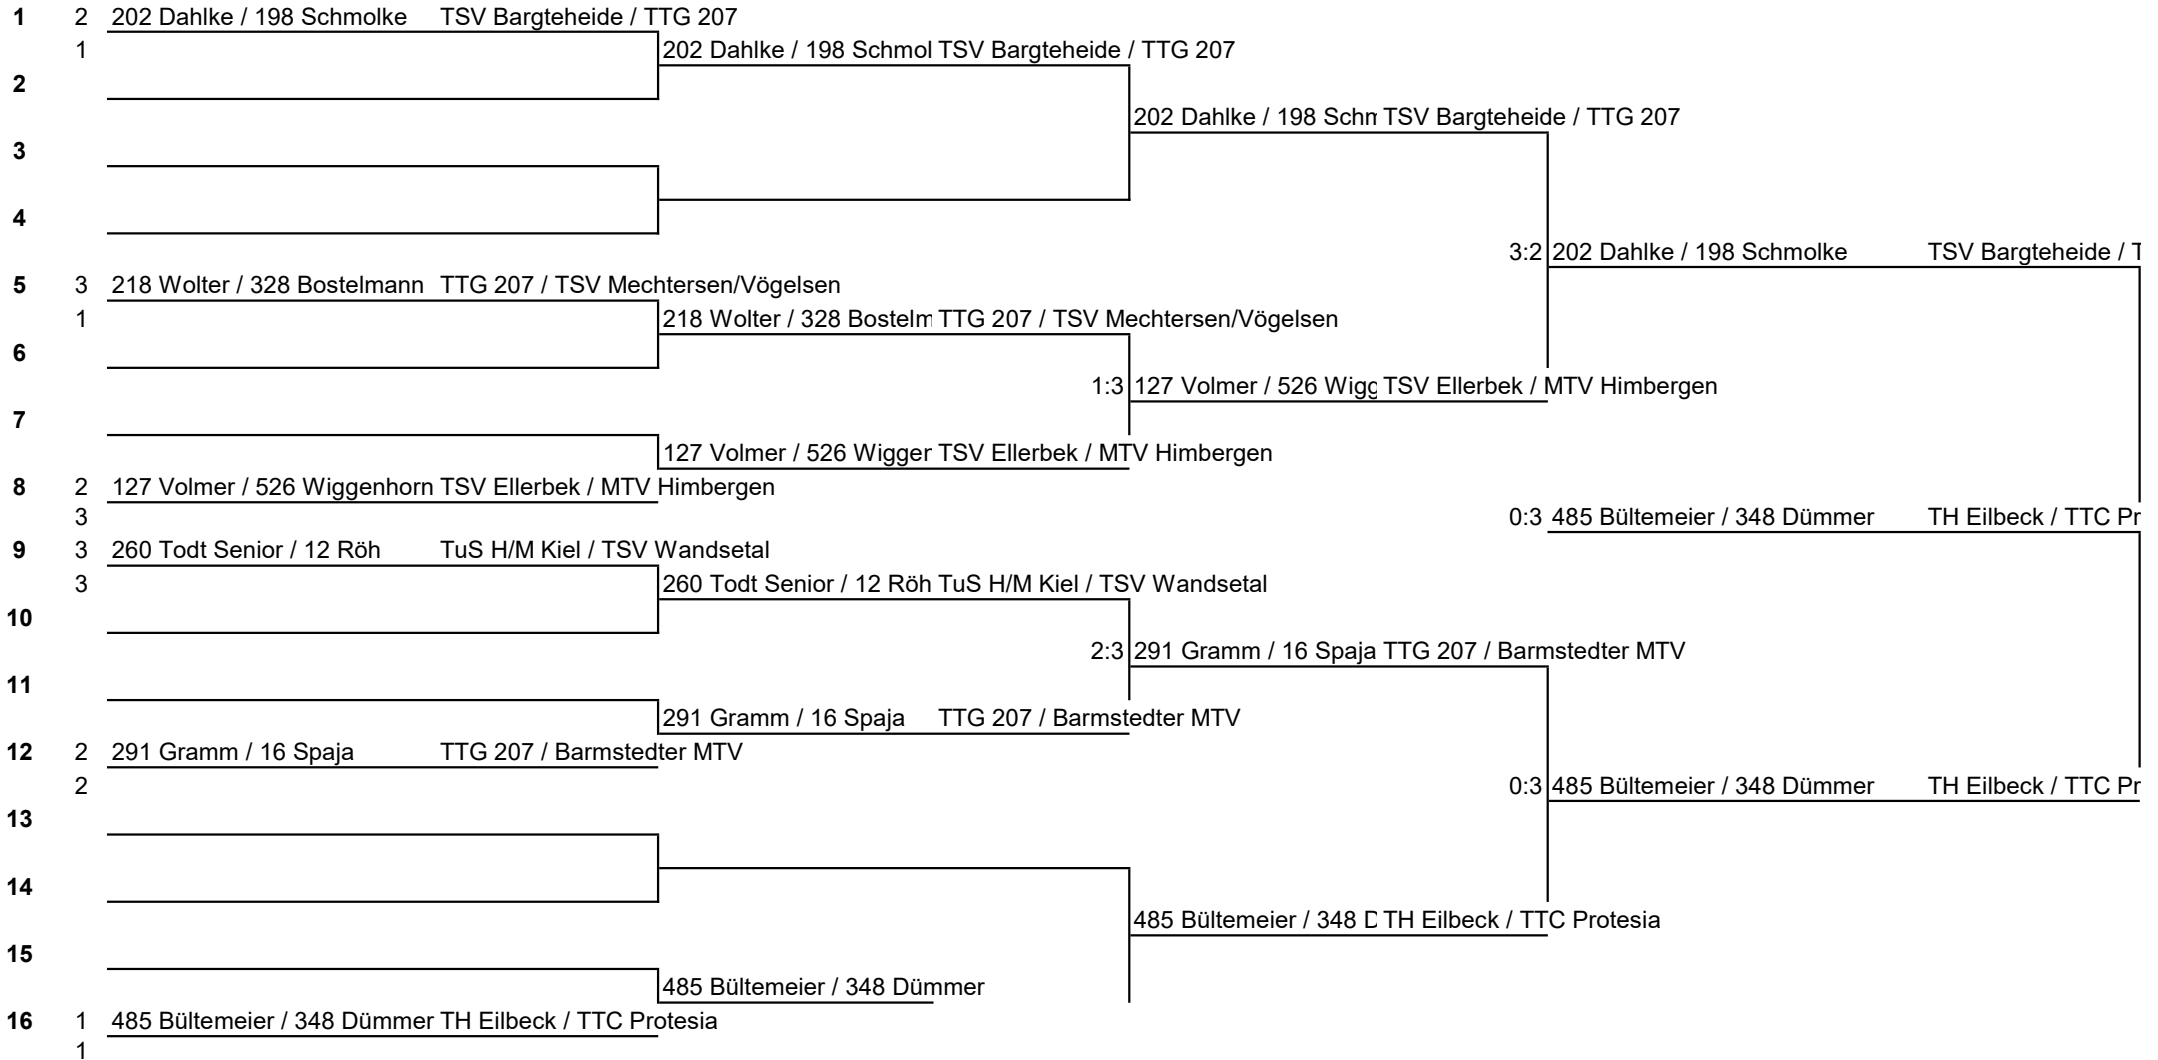 1 2 202 Dahlke / 198 Schmolke TSV Bargteheide / TTG 207
1 202 Dahlke / 198 Schmol TSV Bargteheide / TTG 207
2
202 Dahlke / 198 Schm TSV Bargteheide / TTG 207
3
4
3:2 202 Dahlke / 198 Schmolke TSV Bargteheide / T
5 3 218 Wolter / 328 Bostelmann TTG 207 / TSV Mechtersen/Vögelsen
1 218 Wolter / 328 Bostelm TTG 207 / TSV Mechtersen/Vögelsen
6
1:3 127 Volmer / 526 Wigg TSV Ellerbek / MTV Himbergen
7
127 Volmer / 526 Wigger TSV Ellerbek / MTV Himbergen
8 2 127 Volmer / 526 Wiggenhorn TSV Ellerbek / MTV Himbergen
3 0:3 485 Bültemeier / 348 Dümmer TH Eilbeck / TTC Pr
9 3 260 Todt Senior / 12 Röh TuS H/M Kiel / TSV Wandsetal
3 260 Todt Senior / 12 Röh TuS H/M Kiel / TSV Wandsetal
10
2:3 291 Gramm / 16 Spaja TTG 207 / Barmstedter MTV
11
291 Gramm / 16 Spaja TTG 207 / Barmstedter MTV
12 2 291 Gramm / 16 Spaja TTG 207 / Barmstedter MTV
2 0:3 485 Bültemeier / 348 Dümmer TH Eilbeck / TTC Pr
13
14
485 Bültemeier / 348 D TH Eilbeck / TTC Protesia
15
485 Bültemeier / 348 Dümmer
16 1 485 Bültemeier / 348 Dümmer TH Eilbeck / TTC Protesia
1